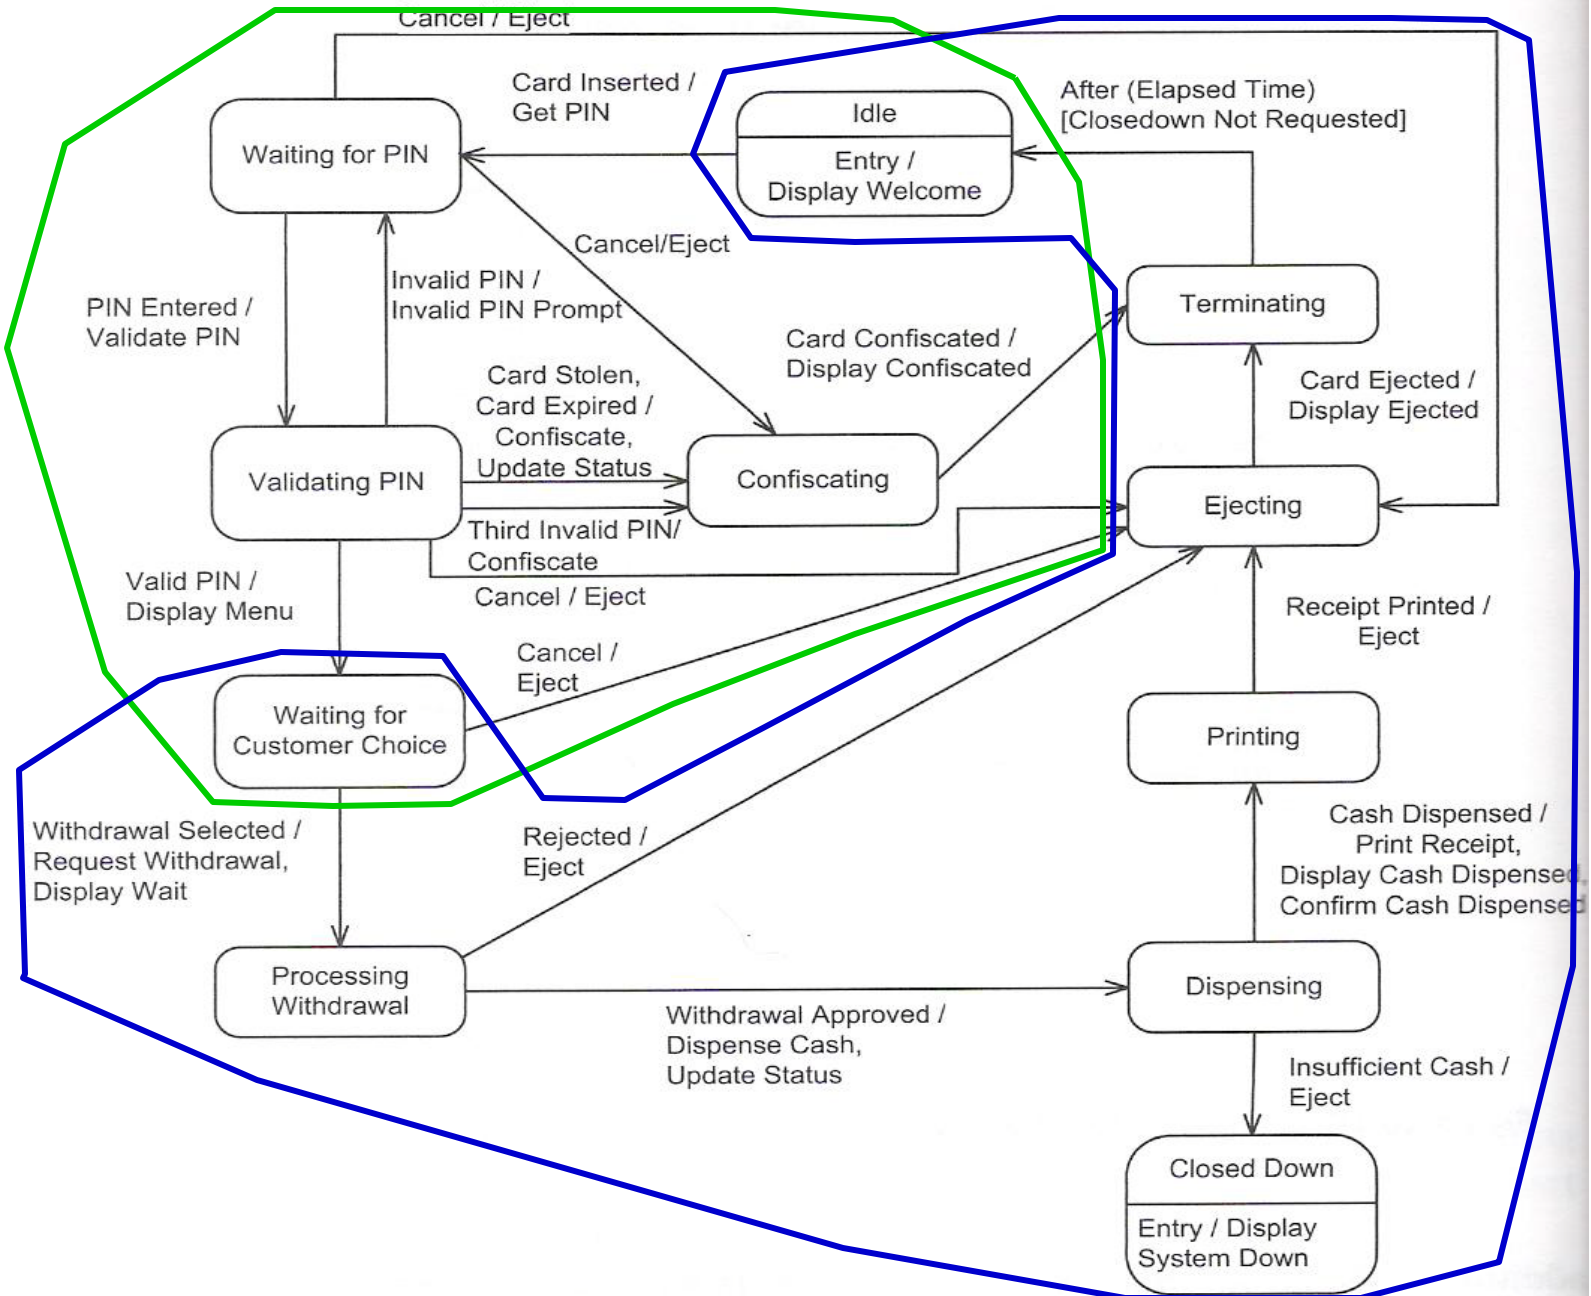 Cancel / Eject
Card Inserted /
Get PIN
Idle
Entry /
Display Welcome
After (Elapsed Time)
[Closedown Not Requested]
Waiting for PIN
Cancel/Eject
PIN Entered /
Validate PIN
Invalid PIN /
Invalid PIN Prompt
Terminating
Card Confiscated /
Display Confiscated
Card Stolen,
Card Expired /
Confiscate,
Update Status
Card Ejected /
Display Ejected
Validating PIN
Confiscating
Ejecting
Third Invalid PIN/
Confiscate
Cancel / Eject
Valid PIN /
Display Menu
Receipt Printed /
Eject
Cancel /
Eject
Waiting for
Customer Choice
Printing
Withdrawal Selected /
Request Withdrawal,
Display Wait
Rejected /
Eject
Cash Dispensed /
Print Receipt,
Display Cash Dispensed,
Confirm Cash Dispensed
Processing
Withdrawal
Dispensing
Withdrawal Approved /
Dispense Cash,
Update Status
Insufficient Cash /
Eject
Closed Down
Entry / Display
System Down